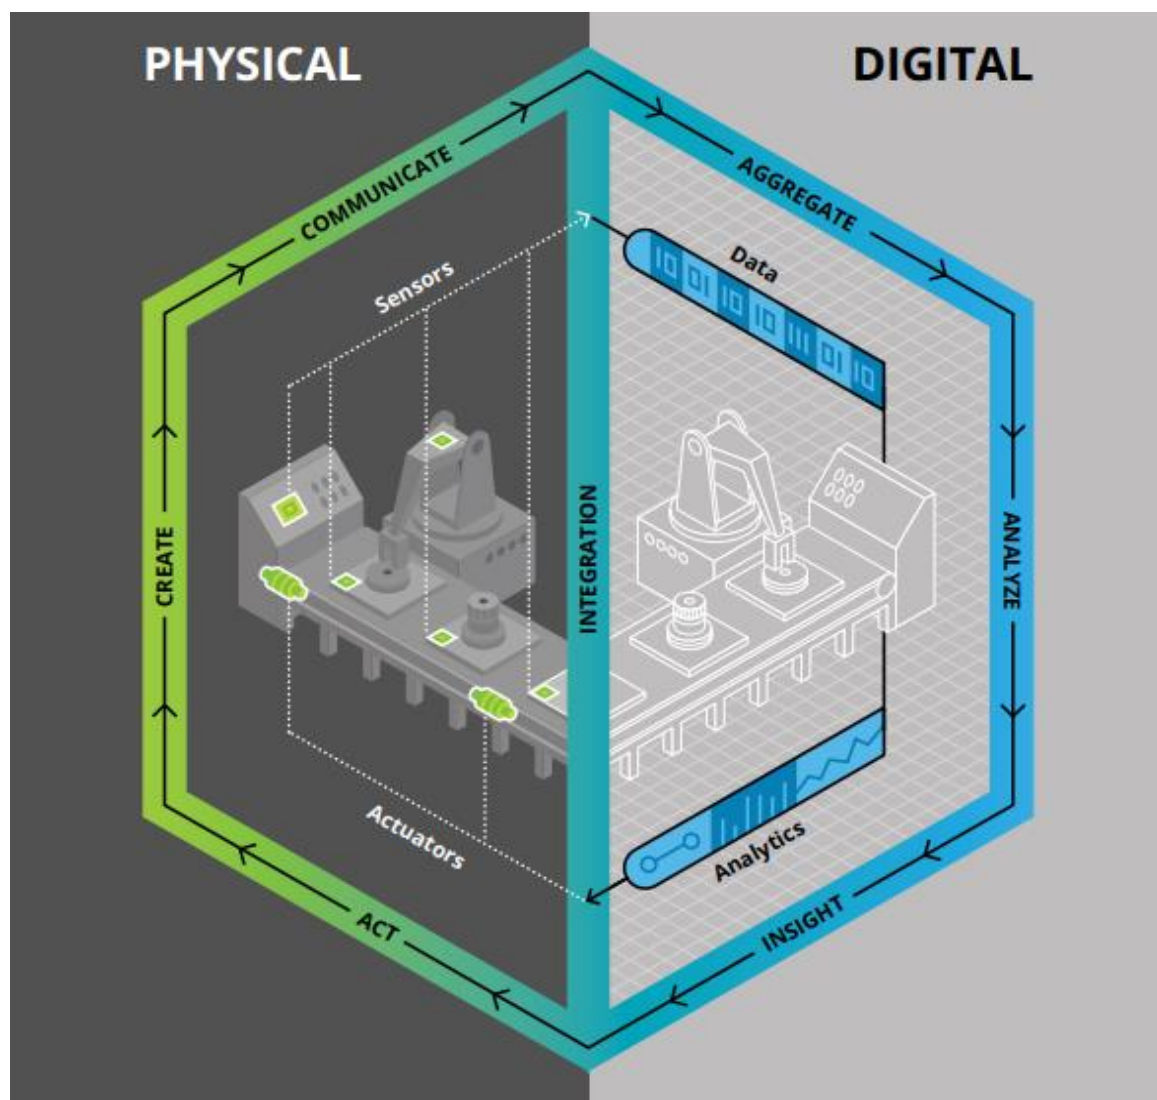 PHYSICAL
DIGITAL
COMMUNICATE
AGGREGATE
Sensors
Data
10 01 10 10 111 01 10
CREATE
INTEGRATION
ANALYZE
Actuators
Analytics
ACT
INSIGHT